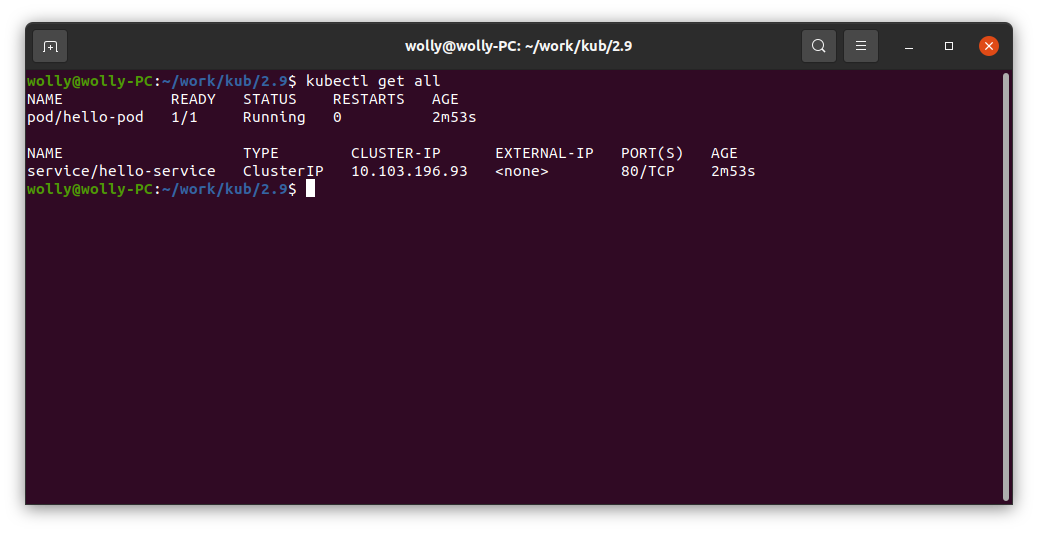 wolly@wolly-PC: ~/work/kub/2.9
wolly@wolly-PC:~/work/kub/2.9$ kubectl get all
NAME            READY   STATUS    RESTARTS   AGE
pod/hello-pod   1/1     Running   0          2m53s
NAME                    TYPE        CLUSTER-IP      EXTERNAL-IP   PORT(S)   AGE
service/hello-service   ClusterIP   10.103.196.93   <none>        80/TCP    2m53s
wolly@wolly-PC:~/work/kub/2.9$